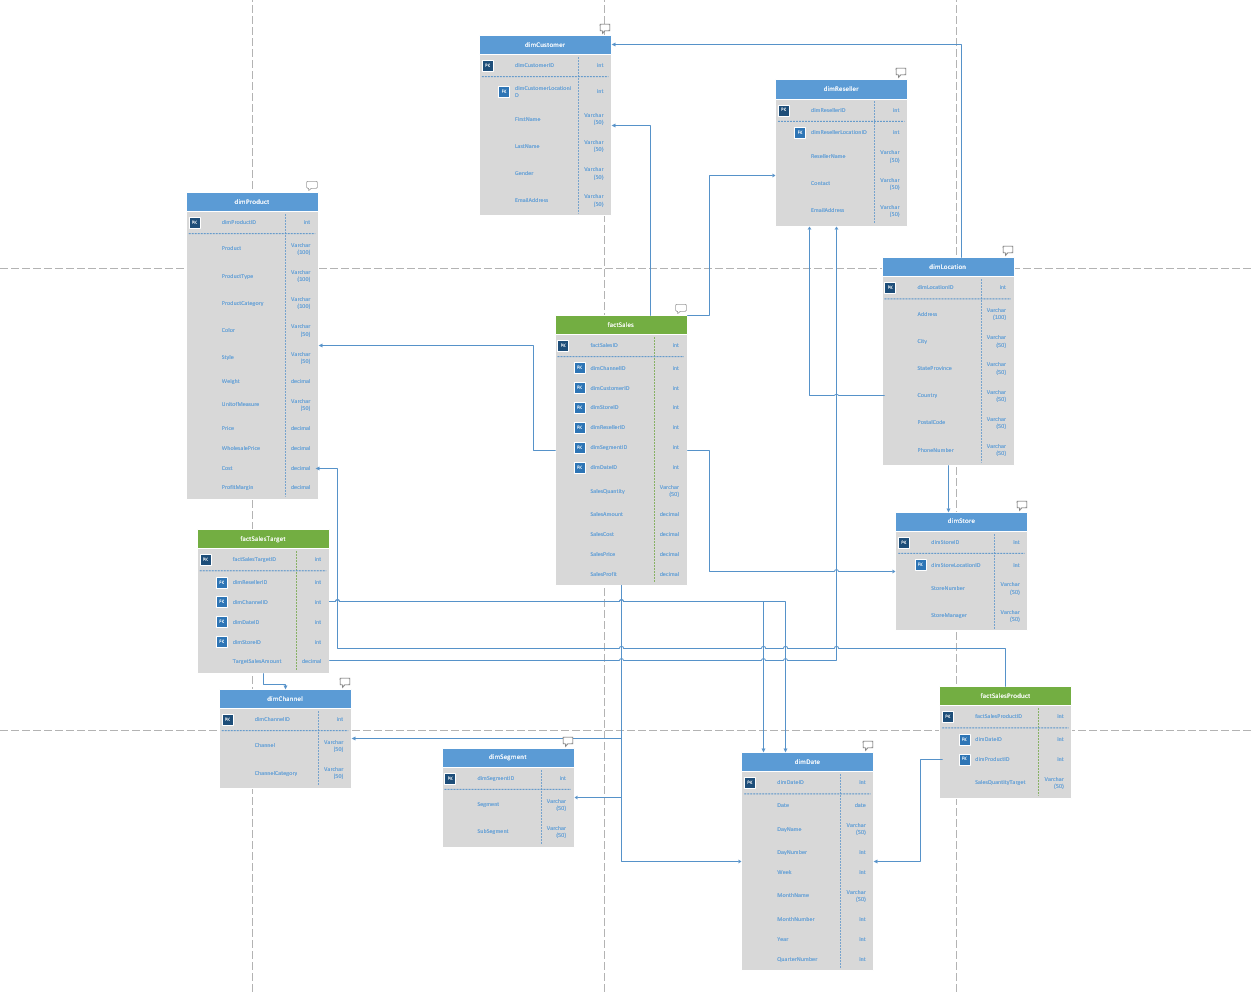 dimCustomer
PK dimCustomerID int
FK dimCustomerLocationI
D int
FirstName Varchar
(50)
LastName Varchar
(50)
Gender Varchar
(50)
EmailAddress Varchar
(50)
dimReseller
PK dimResellerID int
FK dimResellerLocationID int
ResellerName Varchar
(50)
Contact Varchar
(50)
EmailAddress Varchar
(50)
dimProduct
PK dimProductID int
Product Varchar
(100)
ProductType Varchar
(100)
ProductCategory Varchar
(100)
Color Varchar
(50)
Style Varchar
(50)
Weight decimal
UnitofMeasure Varchar
(50)
Price decimal
WholesalePrice decimal
Cost decimal
ProfitMargin decimal
dimLocation
PK dimLocationID int
Address Varchar
(100)
City Varchar
(50)
StateProvince Varchar
(50)
Country Varchar
(50)
PostalCode Varchar
(50)
PhoneNumber Varchar
(50)
factSales
PK factSalesID int
FK dimChannelID int
FK dimCustomerID int
FK dimStoreID int
FK dimResellerID int
FK dimSegmentID int
FK dimDateID int
SalesQuantity Varchar
(50)
SalesAmount decimal
SalesCost decimal
SalesPrice decimal
SalesProfit decimal
dimStore
PK dimStoreID int
FK dimStoreLocationID int
StoreNumber Varchar
(50)
StoreManager Varchar
(50)
factSalesTarget
PK factSalesTargetID int
FK dimResellerID int
FK dimChannelID int
FK dimDateID int
FK dimStoreID int
TargetSalesAmount decimal
dimChannel
PK dimChannelID int
Channel Varchar
(50)
ChannelCategory Varchar
(50)
factSalesProduct
PK factSalesProductID int
FK dimDateID int
FK dimProductID int
SalesQuantityTarget Varchar
(50)
dimSegment
PK dimSegmentID int
Segment Varchar
(50)
SubSegment Varchar
(50)
dimDate
PK dimDateID int
Date date
DayName Varchar
(50)
DayNumber int
Week int
MonthName Varchar
(50)
MonthNumber int
Year int
QuarterNumber int